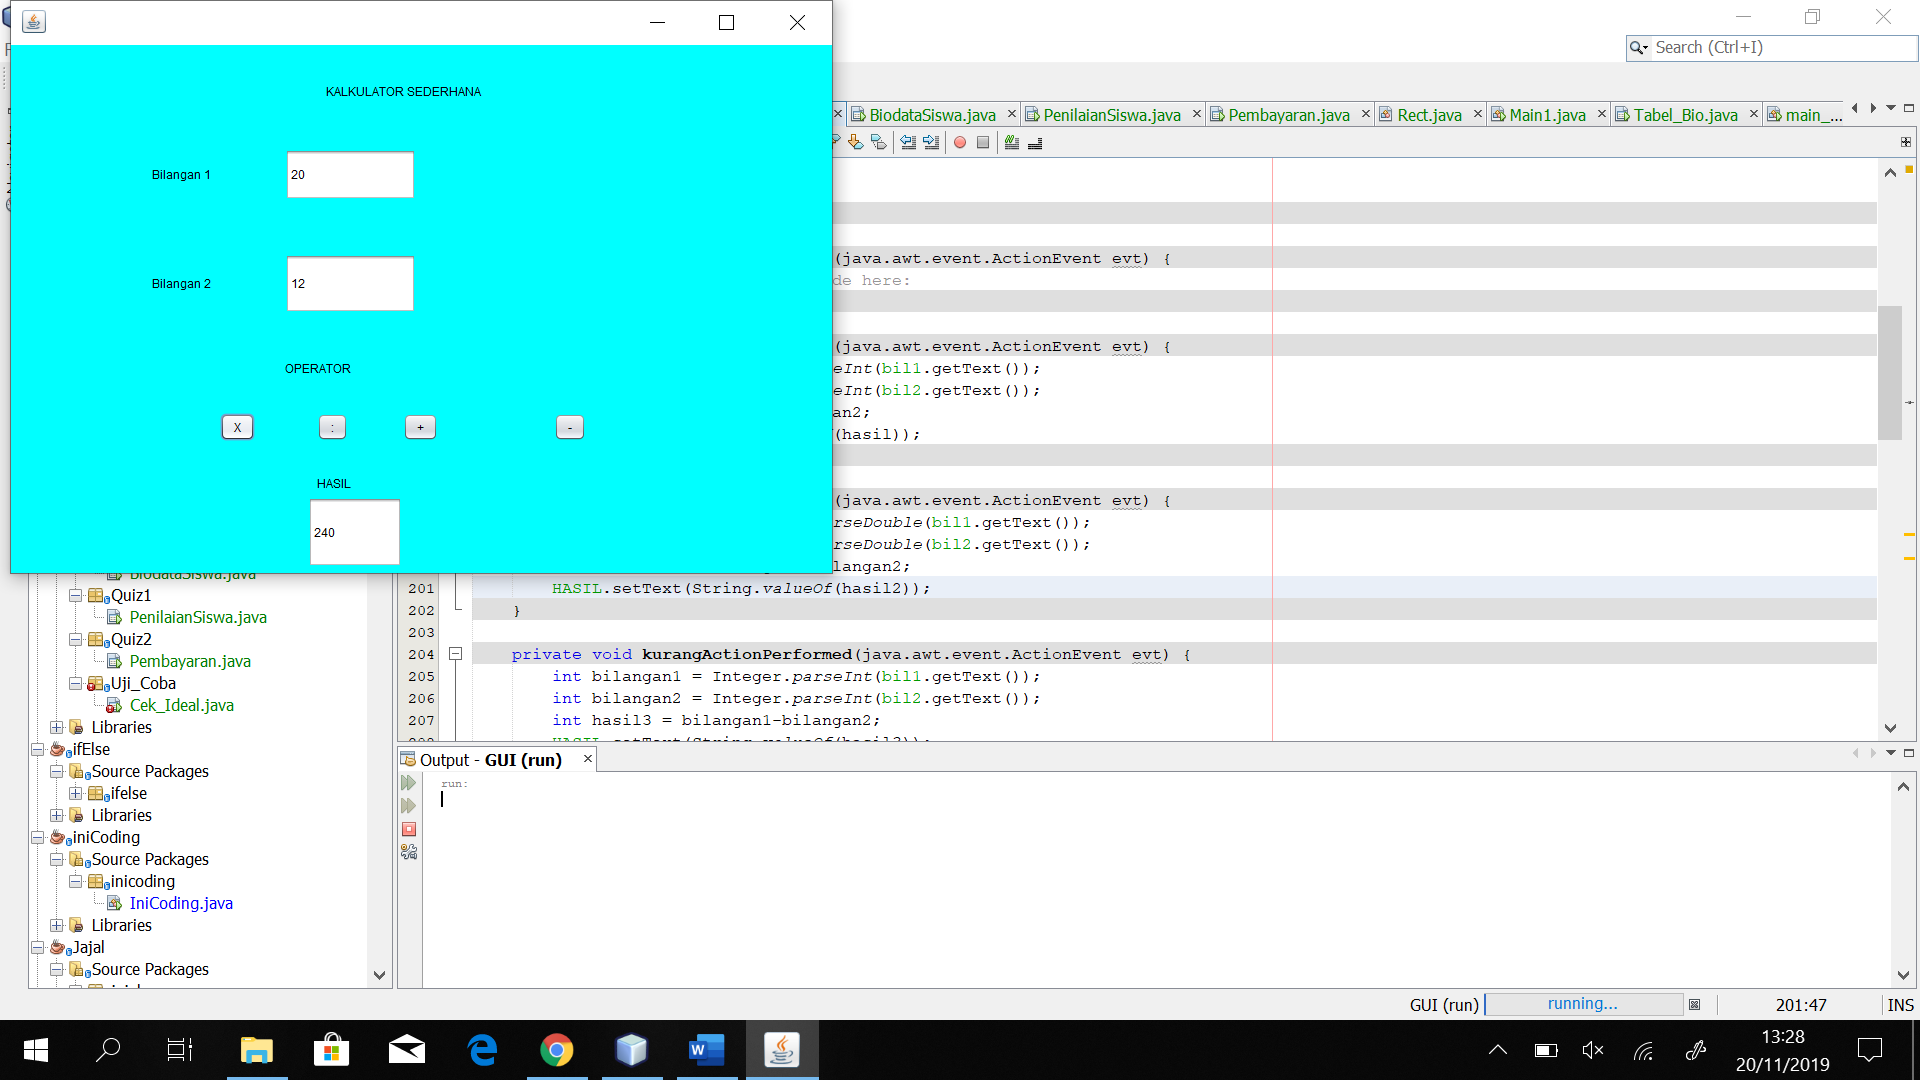 KALKULATOR SEDERHANA
Bilangan 1
20
Bilangan 2
12
OPERATOR
X : + -
HASIL
240
Search (Ctrl+I)
BiodataSiswa.java PenilaianSiswa.java Pembayaran.java Rect.java Main1.java Tabel_Bio.java main_...
(java.awt.event.ActionEvent evt) {
de here:
(java.awt.event.ActionEvent evt) {
eInt(bil1.getText());
eInt(bil2.getText());
an2;
(hasil));
(java.awt.event.ActionEvent evt) {
rseDouble(bil1.getText());
rseDouble(bil2.getText());
langan2;
201 HASIL.setText(String.valueOf(hasil2));
202 }
203
204 private void kurangActionPerformed(java.awt.event.ActionEvent evt) {
205 int bilangan1 = Integer.parseInt(bil1.getText());
206 int bilangan2 = Integer.parseInt(bil2.getText());
207 int hasil3 = bilangan1-bilangan2;
208 HASIL.setText(String.valueOf(hasil3));
BiodataSiswa.java
Quiz1
PenilaianSiswa.java
Quiz2
Pembayaran.java
Uji_Coba
Cek_Ideal.java
Libraries
ifElse
Source Packages
ifelse
Libraries
iniCoding
Source Packages
inicoding
IniCoding.java
Libraries
Jajal
Source Packages
Output - GUI (run)
run:
GUI (run) running... 201:47 INS
13:28
20/11/2019